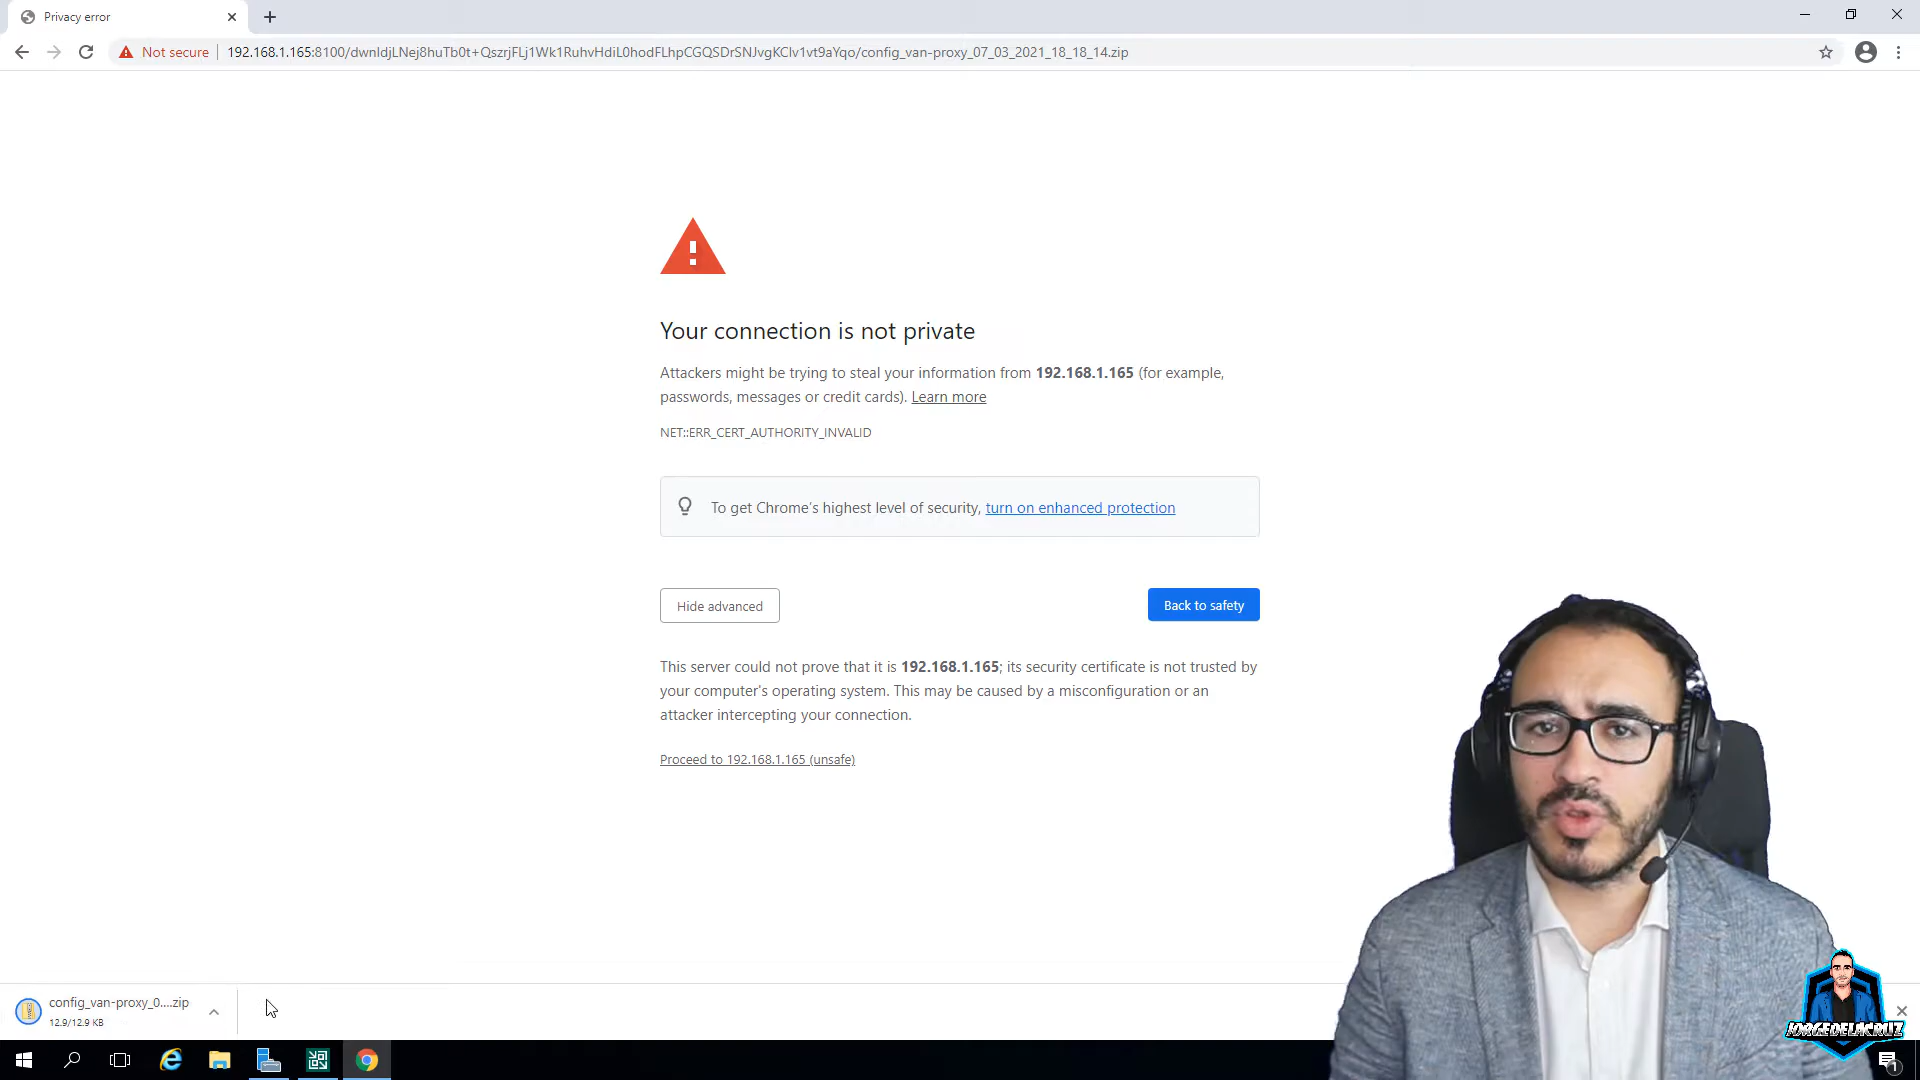 Privacy error
Not secure
192.168.1.165:8100/dwnldjLNej8huTb0t+QszrjFLj1Wk1RuhvHdiL0hodFLhpCGQSDrSNJvgKClv1vt9aYqo/config_van-proxy_07_03_2021_18_18_14.zip
Your connection is not private
Attackers might be trying to steal your information from 192.168.1.165 (for example,
passwords, messages or credit cards). Learn more
NET::ERR_CERT_AUTHORITY_INVALID
To get Chrome's highest level of security, turn on enhanced protection
Hide advanced
Back to safety
This server could not prove that it is 192.168.1.165; its security certificate is not trusted by
your computer's operating system. This may be caused by a misconfiguration or an
attacker intercepting your connection.
Proceed to 192.168.1.165 (unsafe)
config_van-proxy_0....zip
12.9/12.9 KB
JORGEDELACRUZ
1